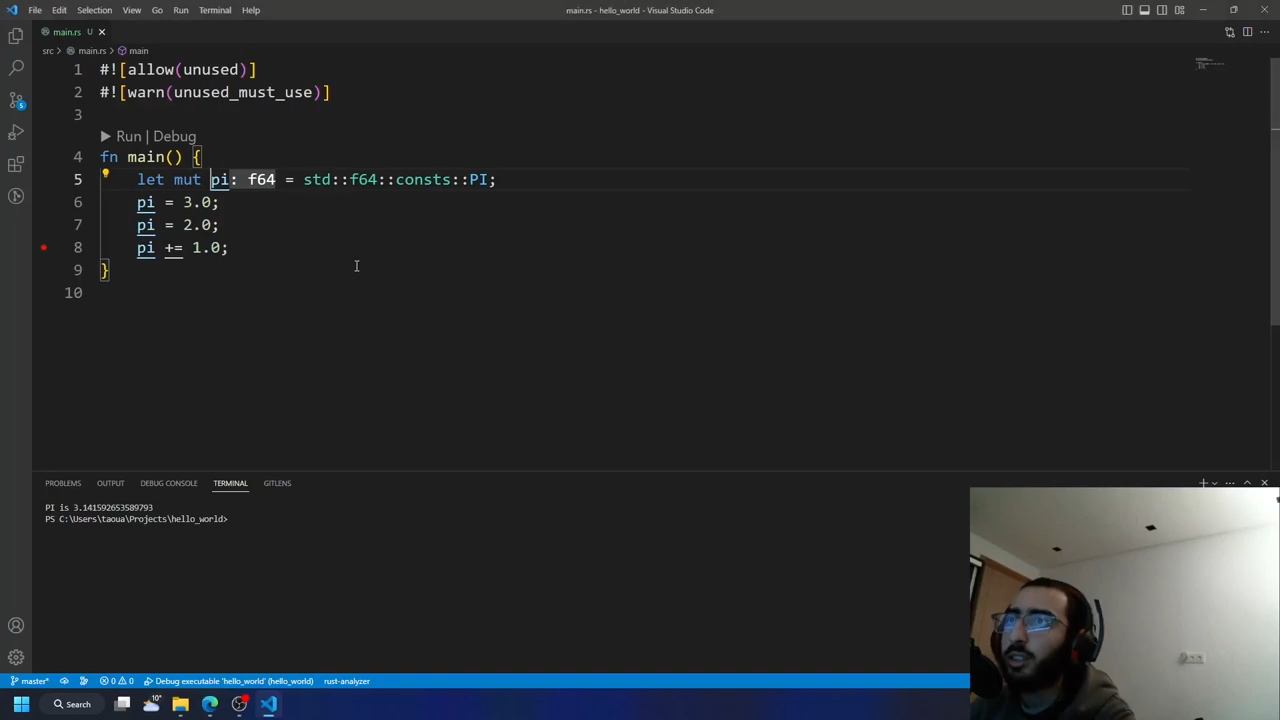 File Edit Selection View Go Run Terminal Help
main.rs - hello_world - Visual Studio Code
main.rs U
src > main.rs > main
1 #![allow(unused)]
2 #![warn(unused_must_use)]
3
Run | Debug
4 fn main() {
5 let mut pi: f64 = std::f64::consts::PI;
6 pi = 3.0;
7 pi = 2.0;
8 pi += 1.0;
9 }
10
PROBLEMS OUTPUT DEBUG CONSOLE TERMINAL GITLENS
PI is 3.141592653589793
PS C:\Users\taoua\Projects\hello_world>
master* 0 0 Debug executable 'hello_world' (hello_world) rust-analyzer
Search 10°